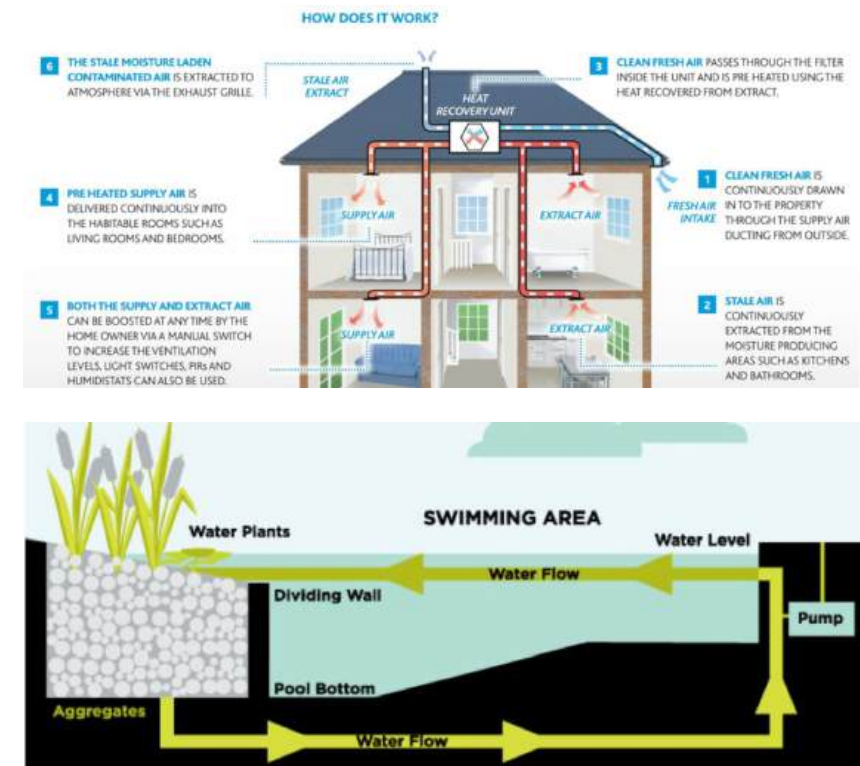 HOW DOES IT WORK?
6
THE STALE MOISTURE LADEN
CONTAMINATED AIR IS EXTRACTED TO
ATMOSPHERE VIA THE EXHAUST GRILLE.
STALE AIR
EXTRACT
HEAT
RECOVERY UNIT
3
CLEAN FRESH AIR PASSES THROUGH THE FILTER
INSIDE THE UNIT AND IS PRE HEATED USING THE
HEAT RECOVERED FROM EXTRACT.
4
PRE HEATED SUPPLY AIR IS
DELIVERED CONTINUOUSLY INTO
THE HABITABLE ROOMS SUCH AS
LIVING ROOMS AND BEDROOMS.
SUPPLY AIR
EXTRACT AIR
FRESH AIR
INTAKE
1
CLEAN FRESH AIR IS
CONTINUOUSLY DRAWN
IN TO THE PROPERTY
THROUGH THE SUPPLY AIR
DUCTING FROM OUTSIDE.
5
BOTH THE SUPPLY AND EXTRACT AIR
CAN BE BOOSTED AT ANY TIME BY THE
HOME OWNER VIA A MANUAL SWITCH
TO INCREASE THE VENTILATION
LEVELS, LIGHT SWITCHES, PIRs AND
HUMIDISTATS CAN ALSO BE USED.
SUPPLY AIR
EXTRACT AIR
2
STALE AIR IS
CONTINUOUSLY
EXTRACTED FROM THE
MOISTURE PRODUCING
AREAS SUCH AS KITCHENS
AND BATHROOMS.
SWIMMING AREA
Water Plants
Water Level
Water Flow
Dividing Wall
Pump
Pool Bottom
Aggregates
Water Flow